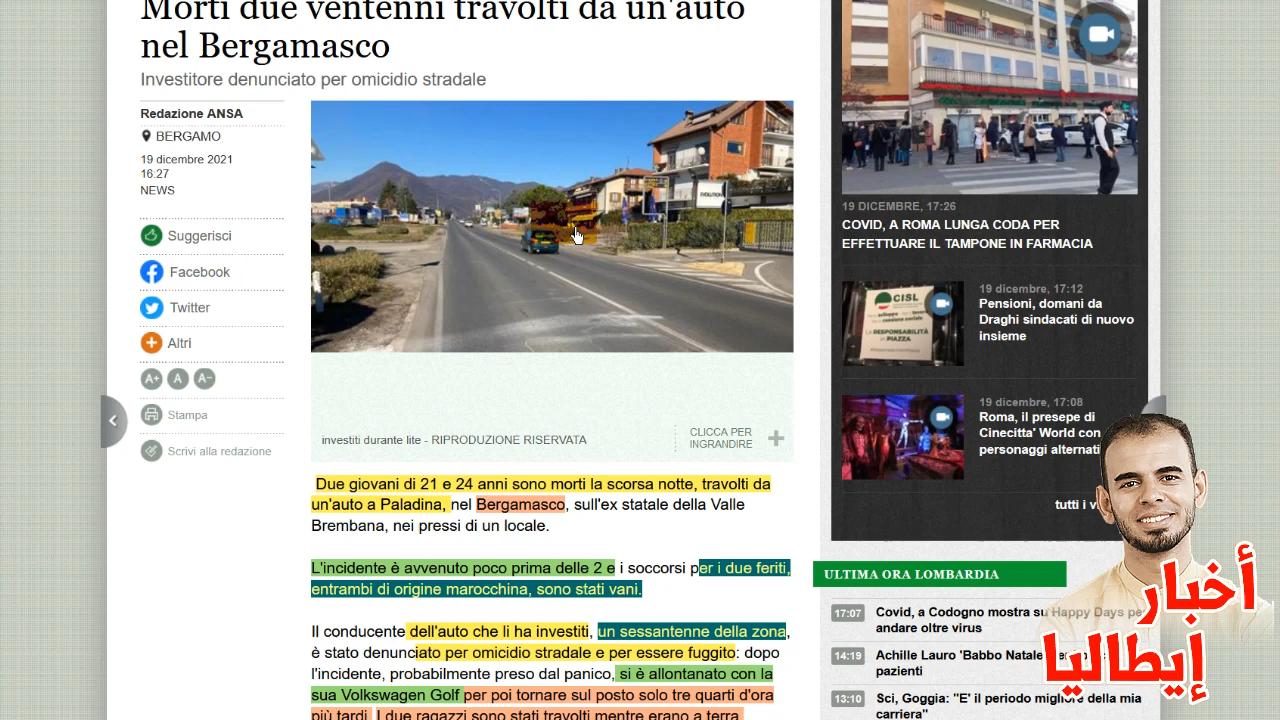 Morti due ventenni travolti da un'auto
nel Bergamasco
Investitore denunciato per omicidio stradale
Redazione ANSA
BERGAMO
19 dicembre 2021
16:27
NEWS
Suggerisci
Facebook
Twitter
Altri
A+ A A-
Stampa
Scrivi alla redazione
EVOLUTION
investiti durante lite - RIPRODUZIONE RISERVATA
CLICCA PER
INGRANDIRE
Due giovani di 21 e 24 anni sono morti la scorsa notte, travolti da
un'auto a Paladina, nel Bergamasco, sull'ex statale della Valle
Brembana, nei pressi di un locale.
L'incidente è avvenuto poco prima delle 2 e i soccorsi per i due feriti,
entrambi di origine marocchina, sono stati vani.
Il conducente dell'auto che li ha investiti, un sessantenne della zona,
è stato denunciato per omicidio stradale e per essere fuggito: dopo
l'incidente, probabilmente preso dal panico, si è allontanato con la
sua Volkswagen Golf per poi tornare sul posto solo tre quarti d'ora
più tardi. I due ragazzi sono stati travolti mentre erano a terra
19 DICEMBRE, 17:26
COVID, A ROMA LUNGA CODA PER
EFFETTUARE IL TAMPONE IN FARMACIA
CISL
LA RESPONSABILITÀ
IN PIAZZA
19 dicembre, 17:12
Pensioni, domani da
Draghi sindacati di nuovo
insieme
19 dicembre, 17:08
Roma, il presepe di
Cinecitta' World con
personaggi alternati
tutti i v
ULTIMA ORA LOMBARDIA
17:07 Covid, a Codogno mostra su Happy Days pe
andare oltre virus
14:19 Achille Lauro 'Babbo Natale
pazienti
13:10 Sci, Goggia: "E' il periodo migliore della mia
carriera"
أخبار
إيطاليا